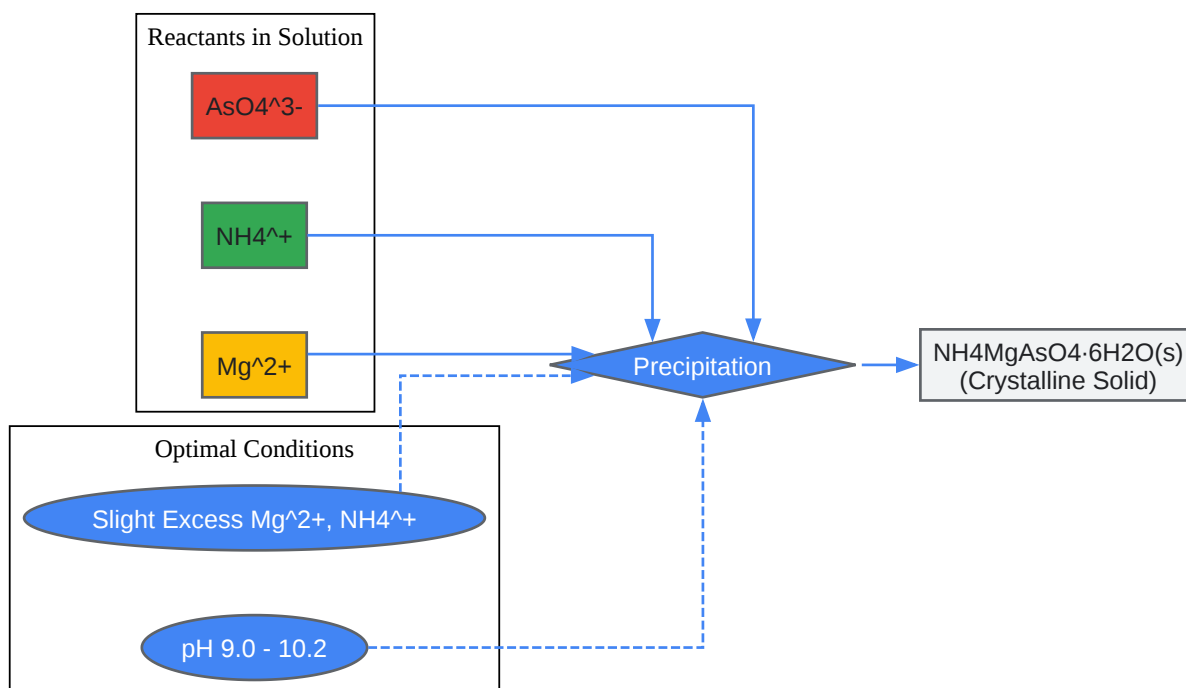 Reactants in Solution
AsO4^3-
NH4^+
Mg^2+
Precipitation
NH4MgAsO4·6H2O(s)
(Crystalline Solid)
Optimal Conditions
Slight Excess Mg^2+, NH4^+
pH 9.0 - 10.2